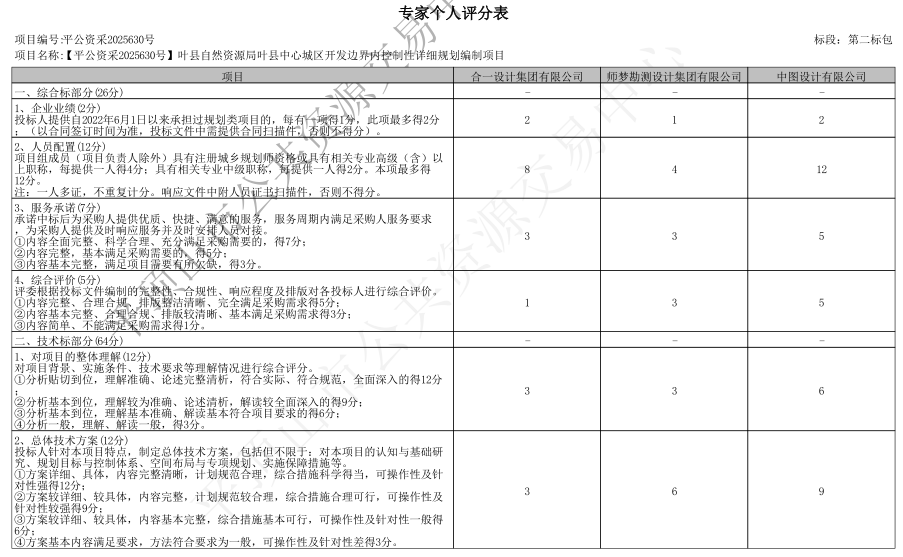 专家个人评分表
项目编号:平公资采2025630号 标段：第二标包
项目名称:【平公资采2025630号】叶县自然资源局叶县中心城区开发边界内控制性详细规划编制项目
项目 合一设计集团有限公司 师梦勘测设计集团有限公司 中图设计有限公司
一、综合标部分(26分) - - -
1、企业业绩(2分)
投标人提供自2022年6月1日以来承担过规划类项目的，每有一项得1分，此项最多得2分
；（以合同签订时间为准，投标文件中需提供合同扫描件，否则不得分）。
2 1 2
2、人员配置(12分)
项目组成员（项目负责人除外）具有注册城乡规划师资格或具有相关专业高级（含）以
上职称，每提供一人得4分；具有相关专业中级职称，每提供一人得2分。本项最多得
12分。
注：一人多证，不重复计分。响应文件中附人员证书扫描件，否则不得分。
8 4 12
3、服务承诺(7分)
承诺中标后为采购人提供优质、快捷、满意的服务，服务周期内满足采购人服务要求
，为采购人提供及时响应服务并及时安排人员对接。
①内容全面完整、科学合理、充分满足采购需要的，得7分；
②内容完整，基本满足采购需要的，得5分；
③内容基本完整，满足项目需要有所欠缺，得3分。
3 3 5
4、综合评价(5分)
评委根据投标文件编制的完整性、合规性、响应程度及排版对各投标人进行综合评价。
①内容完整、合理合规、排版整洁清晰、完全满足采购需求得5分；
②内容基本完整、合理合规、排版较清晰、基本满足采购需求得3分；
③内容简单、不能满足采购需求得1分。
1 3 5
二、技术标部分(64分) - - -
1、对项目的整体理解(12分)
对项目背景、实施条件、技术要求等理解情况进行综合评分。
①分析贴切到位，理解准确、论述完整清析，符合实际、符合规范，全面深入的得12分
；
②分析基本到位，理解较为准确、论述清析，解读较全面深入的得9分；
③分析基本到位，理解基本准确、解读基本符合项目要求的得6分；
④分析一般，理解、解读一般，得3分。
3 3 6
2、总体技术方案(12分)
投标人针对本项目特点，制定总体技术方案，包括但不限于：对本项目的认知与基础研
究、规划目标与控制体系、空间布局与专项规划、实施保障措施等。
①方案详细、具体，内容完整清晰，计划规范合理，综合措施科学得当，可操作性及针
对性强得12分；
②方案较详细、较具体，内容完整，计划规范较合理，综合措施合理可行，可操作性及
针对性较强得9分；
③方案较详细、较具体，内容基本完整，综合措施基本可行，可操作性及针对性一般得
6分；
④方案基本内容满足要求，方法符合要求为一般，可操作性及针对性差得3分。
3 6 9
平顶山市公共资源交易中心
平顶山市公共资源交易中心